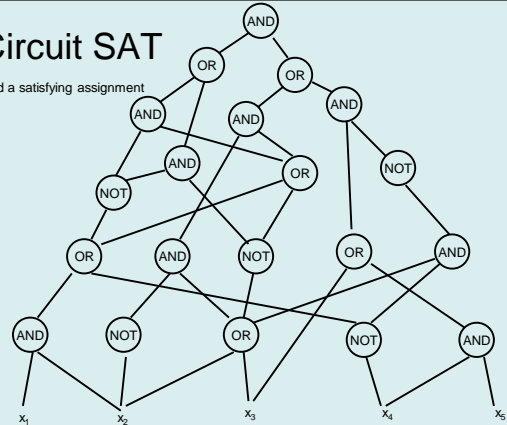 AND
Circuit SAT
OR
OR
d a satisfying assignment
AND
AND
AND
AND
OR
NOT
NOT
OR
AND
NOT
OR
AND
AND
NOT
OR
NOT
AND
x1
x2
x3
x4
x5